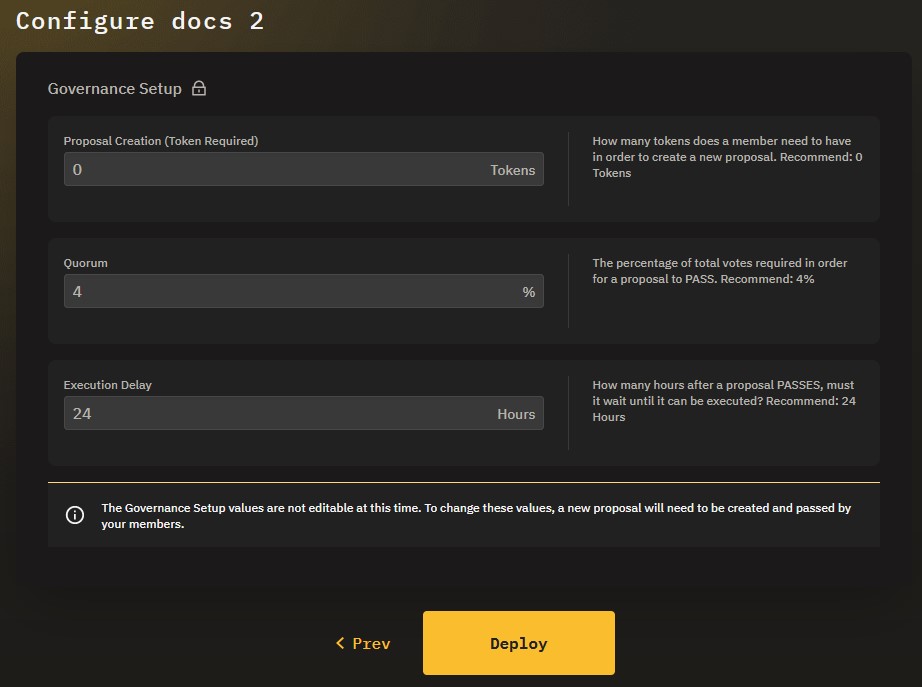 Configure docs 2
Governance Setup
Proposal Creation (Token Required)
0 Tokens
How many tokens does a member need to have
in order to create a new proposal. Recommend: 0
Tokens
Quorum
4 %
The percentage of total votes required in order
for a proposal to PASS. Recommend: 4%
Execution Delay
24 Hours
How many hours after a proposal PASSES, must
it wait until it can be executed? Recommend: 24
Hours
The Governance Setup values are not editable at this time. To change these values, a new proposal will need to be created and passed by
your members.
Prev
Deploy